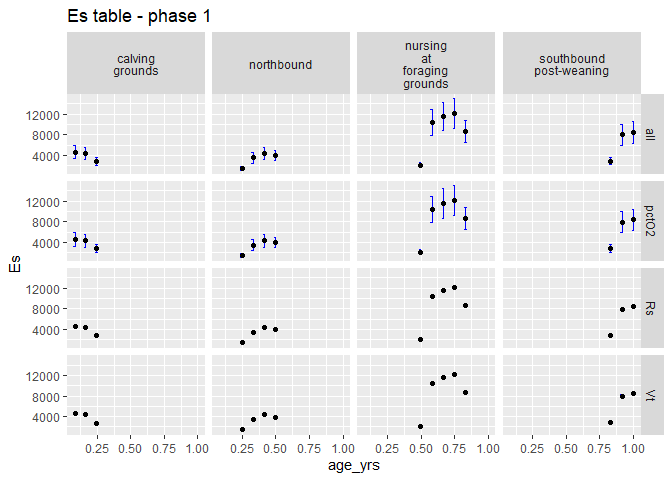 Es table - phase 1
calving
grounds
northbound
nursing
at
foraging
grounds
southbound
post-weaning
12000
8000
4000
all
12000
8000
4000
pctO2
12000
8000
4000
Rs
12000
8000
4000
Vt
Es
0.25 0.50 0.75 1.00 0.25 0.50 0.75 1.00 0.25 0.50 0.75 1.00 0.25 0.50 0.75 1.00
age_yrs